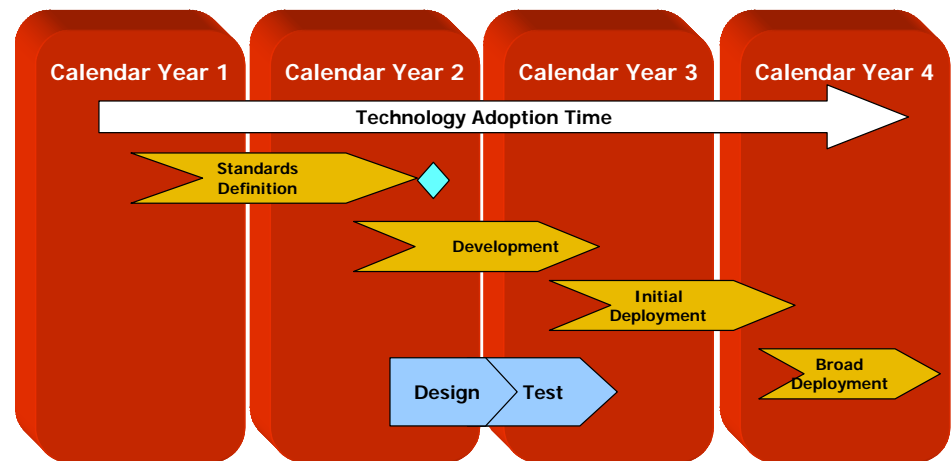 Calendar Year 1
Calendar Year 2
Calendar Year 3
Calendar Year 4
Technology Adoption Time
Standards
Definition
Development
Initial
Deployment
Broad
Deployment
Design
Test